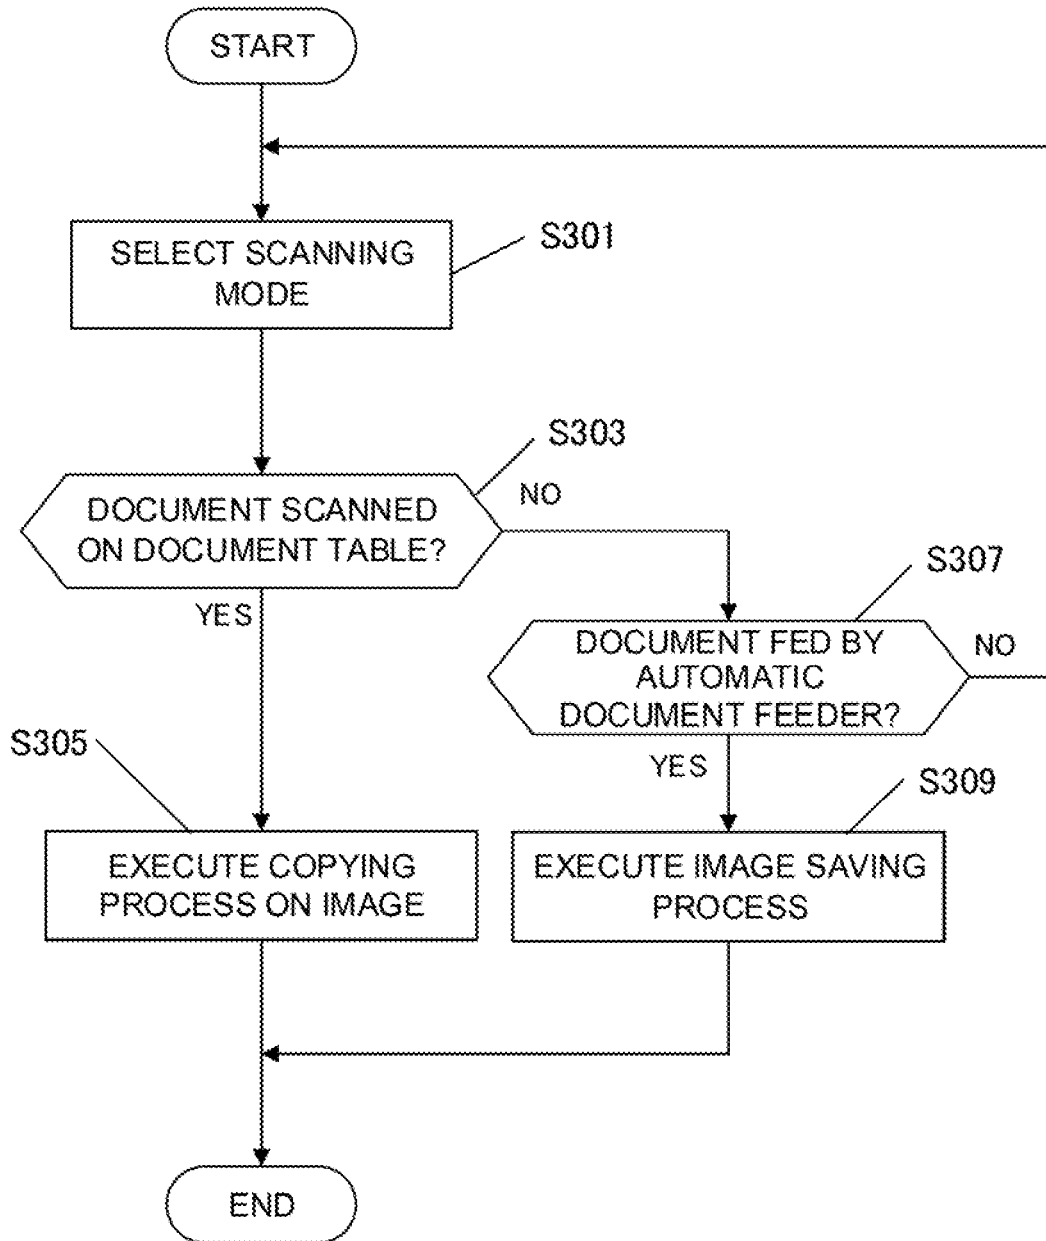 START
SELECT SCANNING
MODE
S301
S303
DOCUMENT SCANNED
ON DOCUMENT TABLE?
NO
YES
S307
DOCUMENT FED BY
AUTOMATIC
DOCUMENT FEEDER?
NO
YES
S305
EXECUTE COPYING
PROCESS ON IMAGE
S309
EXECUTE IMAGE SAVING
PROCESS
END